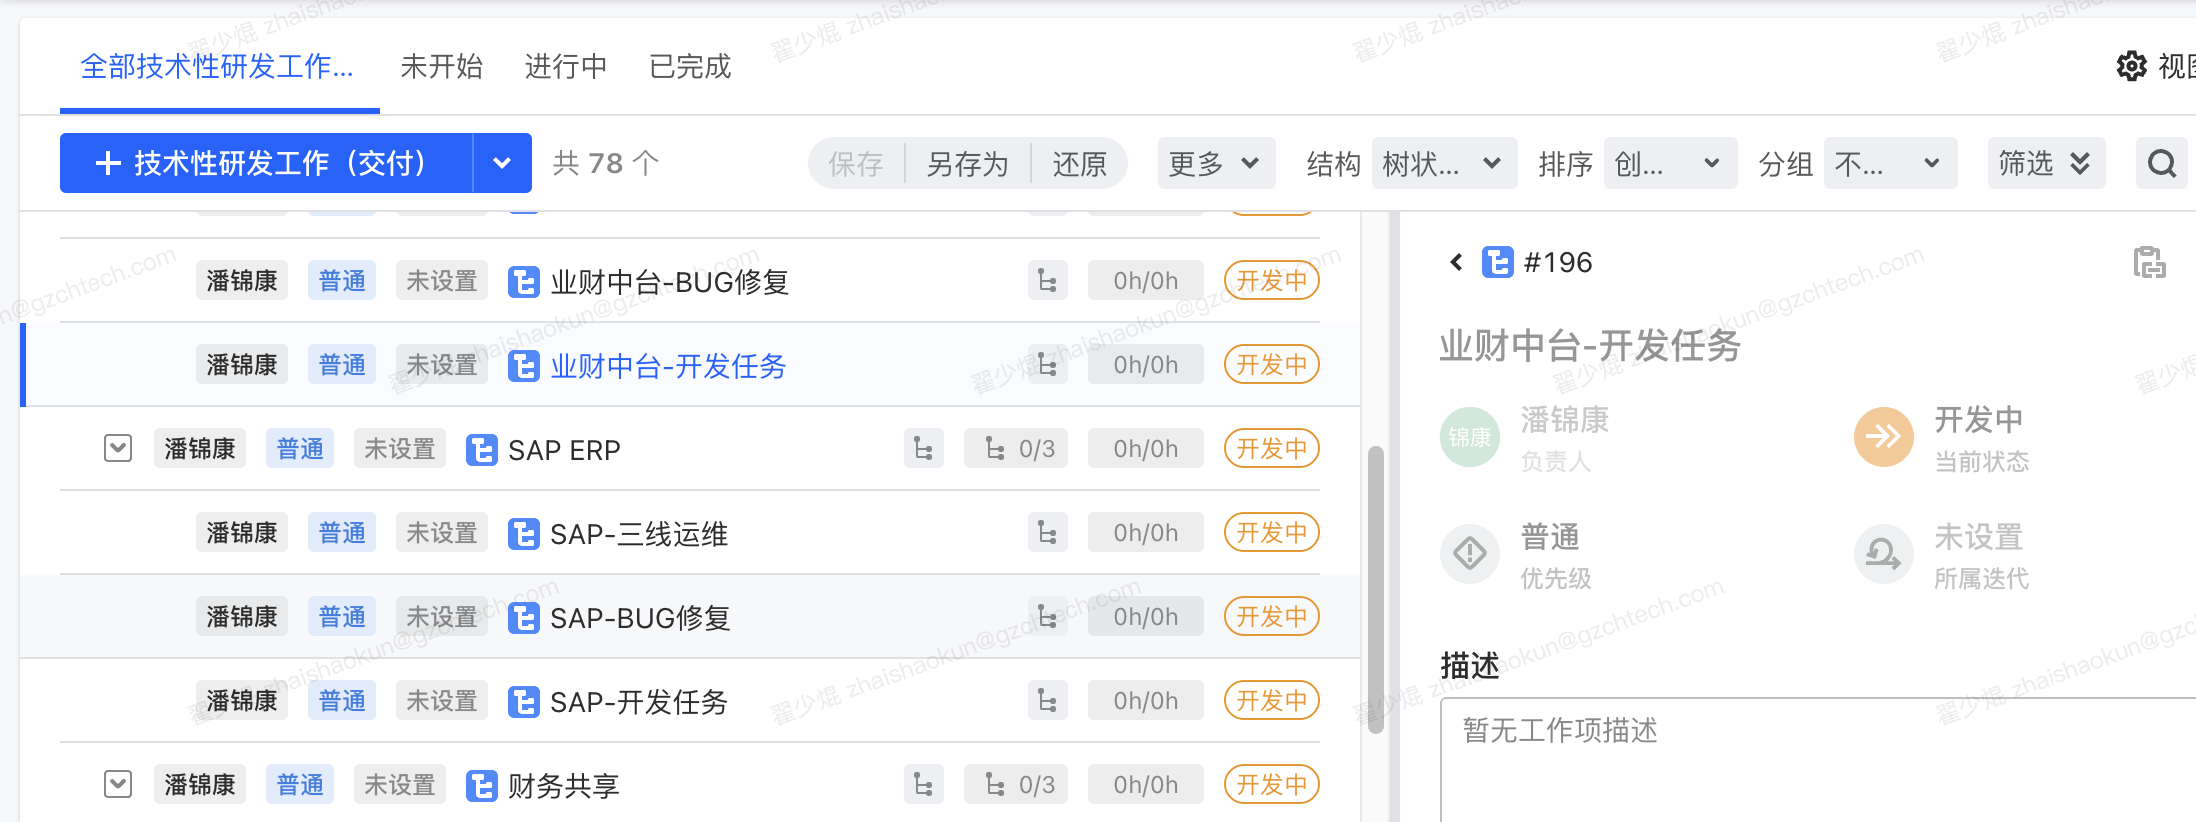 全部技术性研发工作... 未开始 进行中 已完成
技术性研发工作（交付） 共 78 个 保存 另存为 还原 更多 结构 树状... 排序 创... 分组 不... 筛选
潘锦康 普通 未设置 业财中台-BUG修复 0h/0h 开发中
潘锦康 普通 未设置 业财中台-开发任务 0h/0h 开发中
潘锦康 普通 未设置 SAP ERP 0/3 0h/0h 开发中
潘锦康 普通 未设置 SAP-三线运维 0h/0h 开发中
潘锦康 普通 未设置 SAP-BUG修复 0h/0h 开发中
潘锦康 普通 未设置 SAP-开发任务 0h/0h 开发中
潘锦康 普通 未设置 财务共享 0/3 0h/0h 开发中
#196
业财中台-开发任务
锦康 潘锦康 开发中
负责人 当前状态
普通 未设置
优先级 所属迭代
描述
暂无工作项描述
翟少焜 zhaishaokun@gzchtech.com